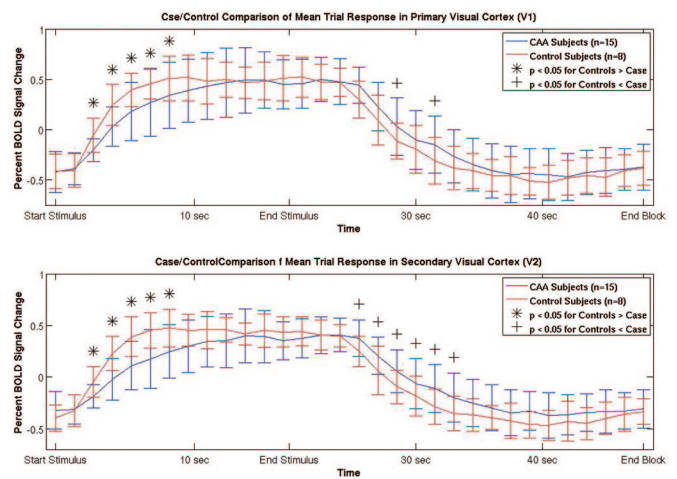 Cse/Control Comparison of Mean Trial Response in Primary Visual Cortex (V1)
Percent BOLD Signal Change
1
0.5
0
-0.5
CAA Subjects (n=15)
Control Subjects (n=8)
p < 0.05 for Controls > Case
p < 0.05 for Controls < Case
Start Stimulus
10 sec
End Stimulus
30 sec
40 sec
End Block
Time
Case/ControlComparison f Mean Trial Response in Secondary Visual Cortex (V2)
Percent BOLD Signal Change
1
0.5
0
-0.5
CAA Subjects (n=15)
Control Subjects (n=8)
p < 0.05 for Controls > Case
p < 0.05 for Controls < Case
Start Stimulus
10 sec
End Stimulus
30 sec
40 sec
End Block
Time